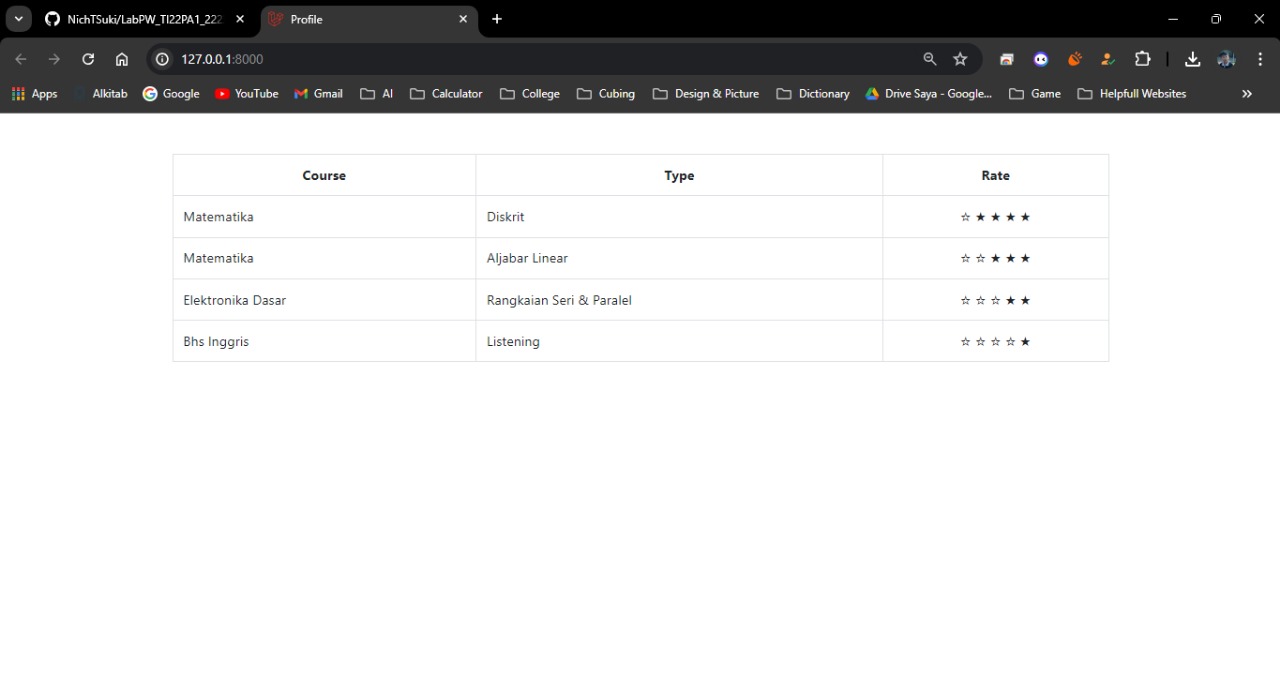 NichTSuki/LabPW_TI22PA1_222
Profile
127.0.0.1:8000
Apps Alkitab Google YouTube Gmail AI Calculator College Cubing Design & Picture Dictionary Drive Saya - Google... Game Helpfull Websites »
Course Type Rate
Matematika Diskrit ☆ ★ ★ ★ ★
Matematika Aljabar Linear ☆ ☆ ★ ★ ★
Elektronika Dasar Rangkaian Seri & Paralel ☆ ☆ ☆ ★ ★
Bhs Inggris Listening ☆ ☆ ☆ ☆ ★